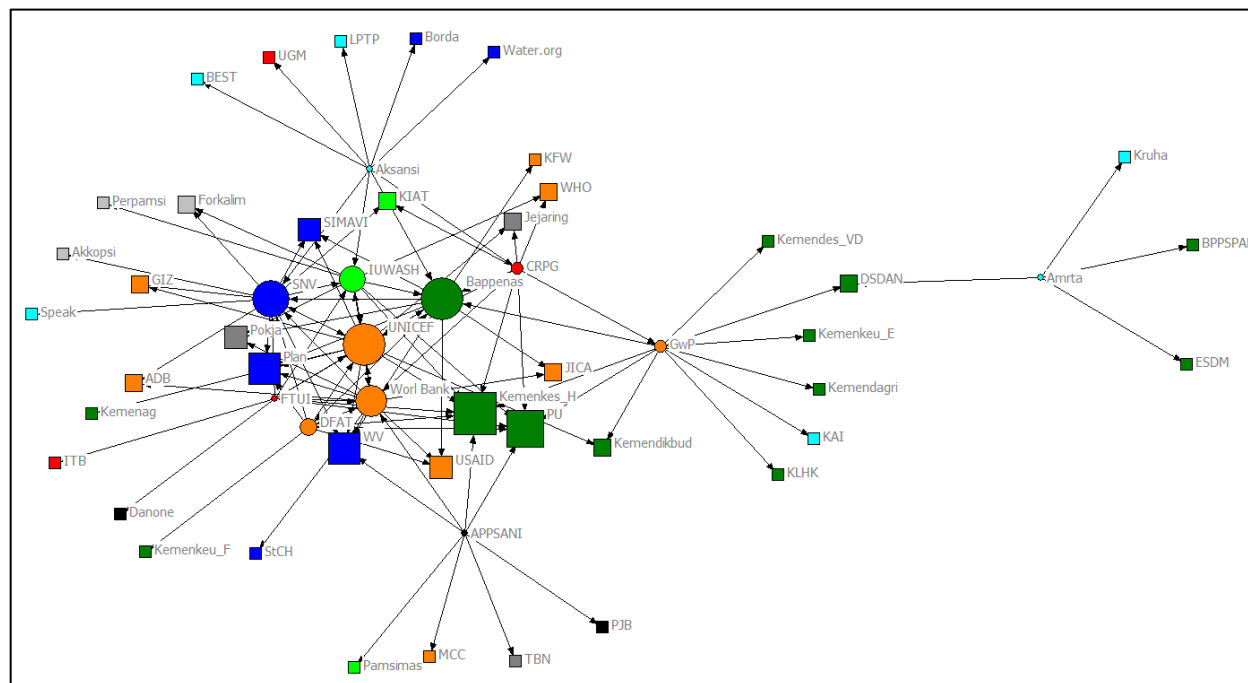 LPTP
Borda
UGM
Water.org
BEST
Aksansi
KFW
Kruha
WHO
KIAT
Perpamsi
Forkalim
Jejaring
SIMAVI
Kemendes_VD
BPPSPAM
Akkopsi
CRPG
GIZ
SNV
IUWASH
Bappenas
DSDAN
Amrta
Speak
Pokja
UNICEF
Kemenkeu_E
GwP
Plan
ESDM
ADB
JICA
Worl Bank
Kemendagri
FTUI
Kemenkes_H
Kemenag
PU
DFAT
KAI
WV
Kemendikbud
ITB
USAID
KLHK
Danone
APPSANI
Kemenkeu_F
StCH
PJB
MCC
TBN
Pamsimas